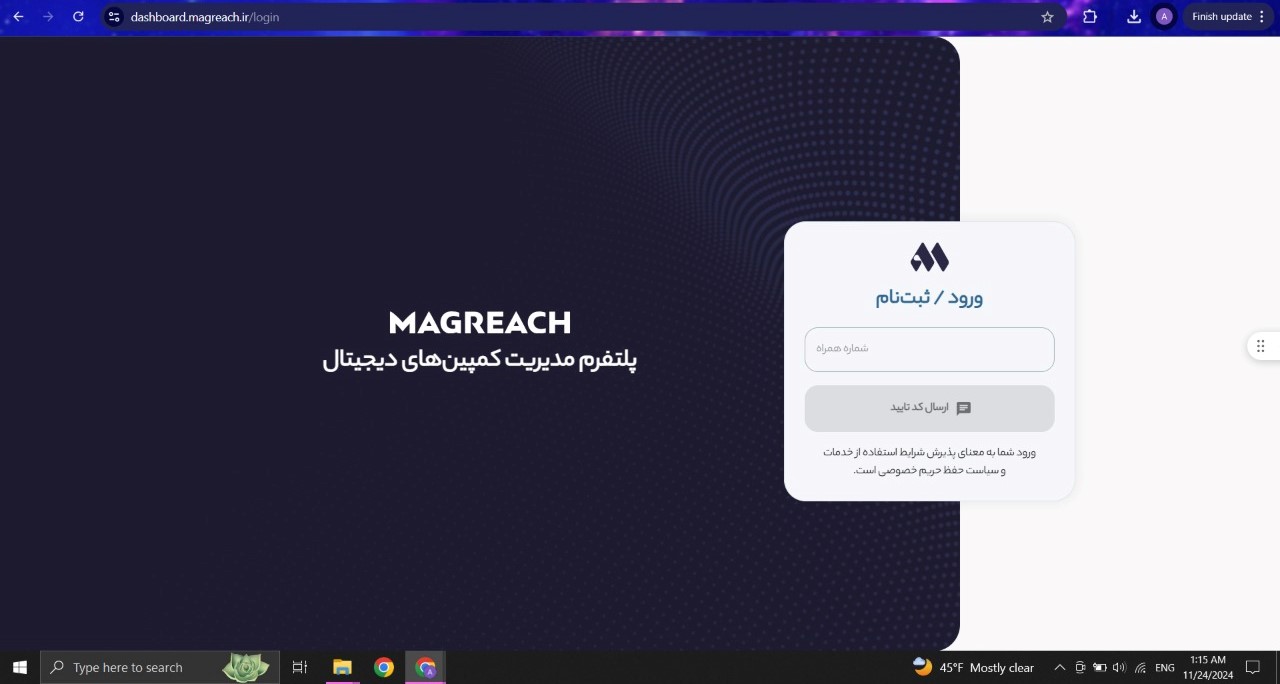 dashboard.magreach.ir/login
A
Finish update
MAGREACH
پلتفرم مدیریت کمپین‌های دیجیتال
ورود / ثبت‌نام
شماره همراه
ارسال کد تایید
ورود شما به معنای پذیرش شرایط استفاده از خدمات
و سیاست حفظ حریم خصوصی است.
Type here to search
A
45°F Mostly clear
ENG
1:15 AM
11/24/2024